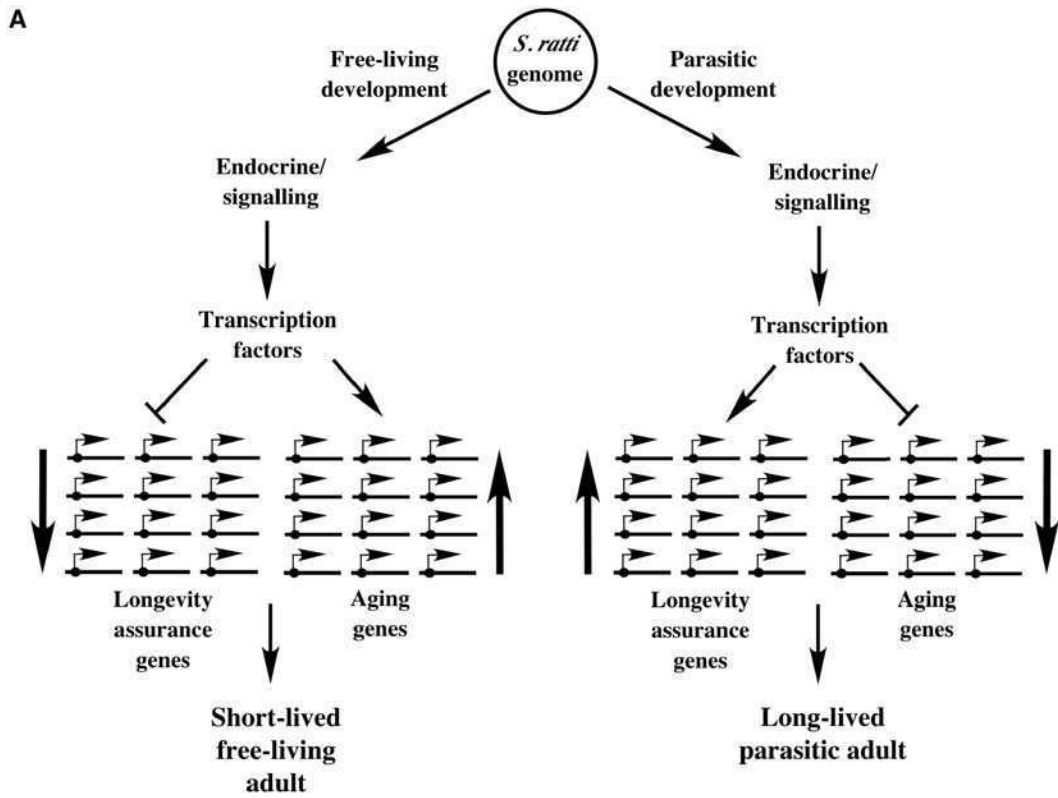 A
S. ratti
genome
Free-living
development
Parasitic
development
Endocrine/
signalling
Endocrine/
signalling
Transcription
factors
Transcription
factors
Longevity
assurance
genes
Aging
genes
Longevity
assurance
genes
Aging
genes
Short-lived
free-living
adult
Long-lived
parasitic adult